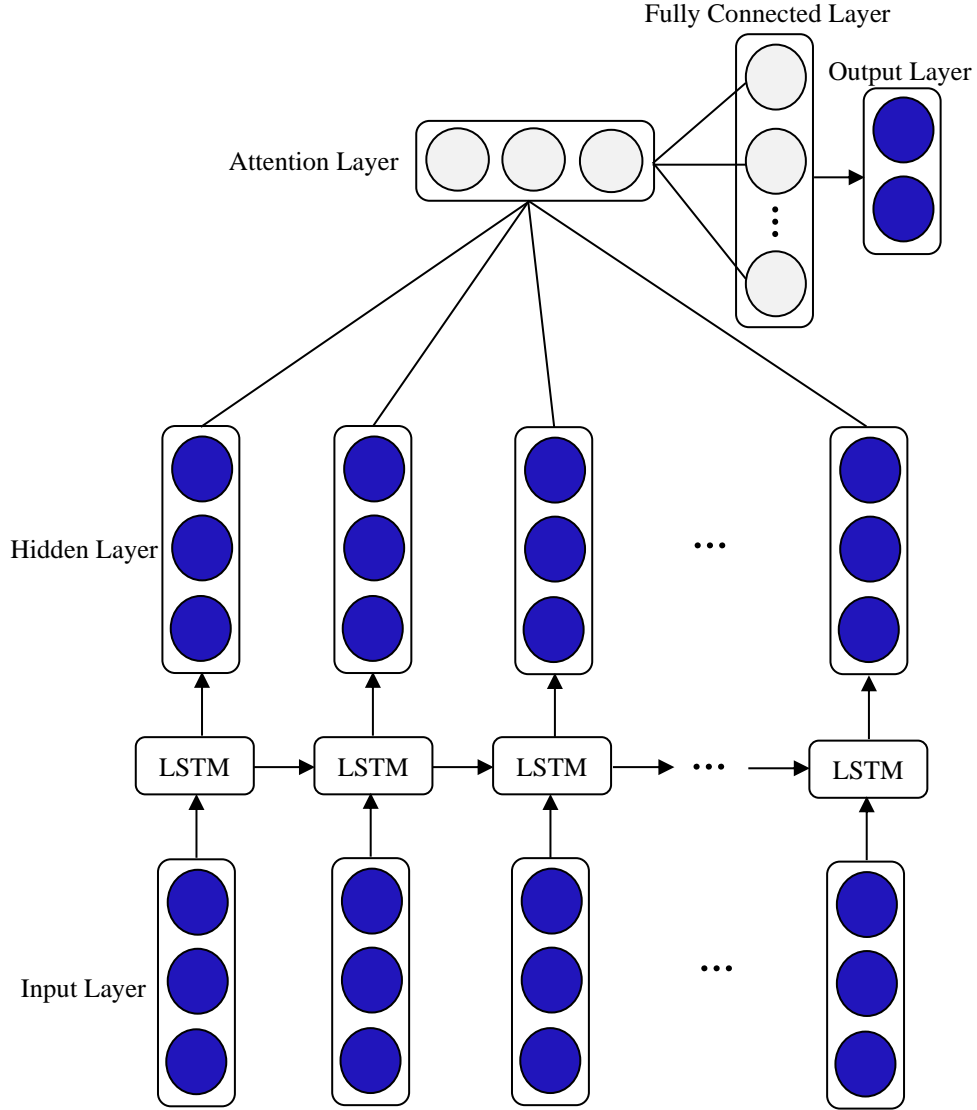 Fully Connected Layer
Output Layer
Attention Layer
Hidden Layer
...
LSTM
LSTM
LSTM
...
LSTM
Input Layer
...